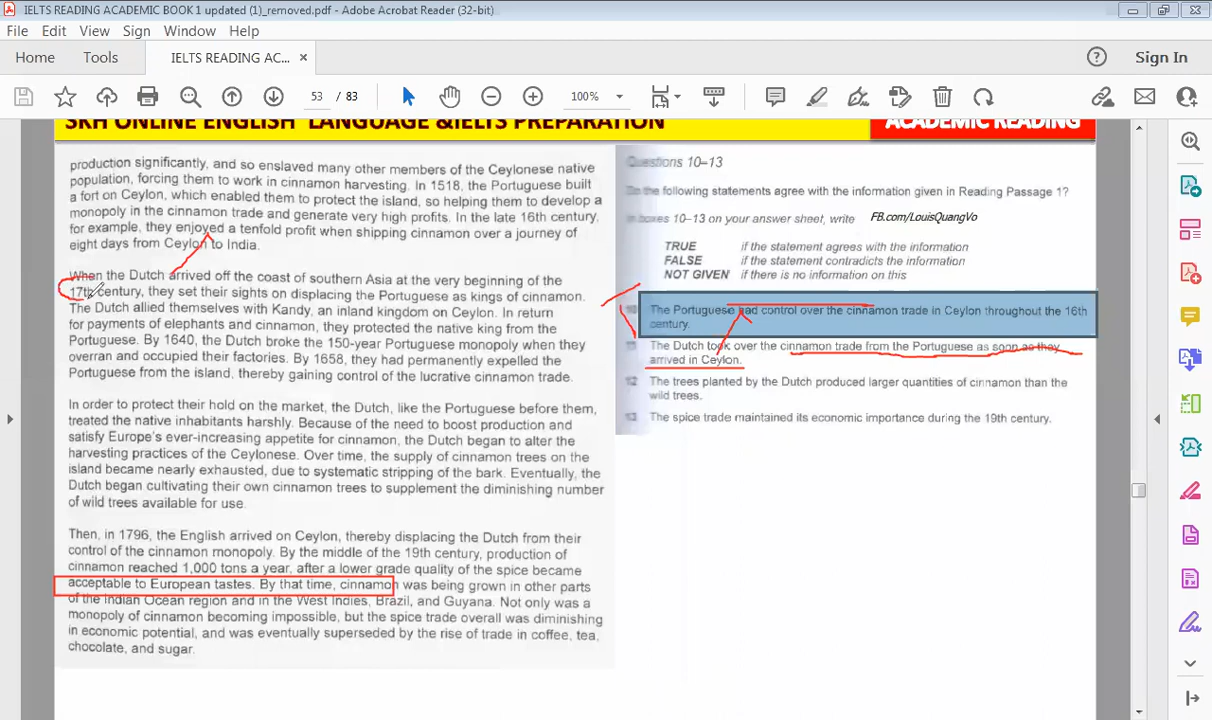 IELTS READING ACADEMIC BOOK 1 updated (1)_removed.pdf - Adobe Acrobat Reader (32-bit)
File Edit View Sign Window Help
Home Tools IELTS READING AC... × Sign In
53 / 83 100%
SKH ONLINE ENGLISH LANGUAGE &IELTS PREPARATION
ACADEMIC READING
production significantly, and so enslaved many other members of the Ceylonese native
population, forcing them to work in cinnamon harvesting. In 1518, the Portuguese built
a fort on Ceylon, which enabled them to protect the island, so helping them to develop a
monopoly in the cinnamon trade and generate very high profits. In the late 16th century,
for example, they enjoyed a tenfold profit when shipping cinnamon over a journey of
eight days from Ceylon to India.
When the Dutch arrived off the coast of southern Asia at the very beginning of the
17th century, they set their sights on displacing the Portuguese as kings of cinnamon.
The Dutch allied themselves with Kandy, an inland kingdom on Ceylon. In return
for payments of elephants and cinnamon, they protected the native king from the
Portuguese. By 1640, the Dutch broke the 150-year Portuguese monopoly when they
overran and occupied their factories. By 1658, they had permanently expelled the
Portuguese from the island, thereby gaining control of the lucrative cinnamon trade.
In order to protect their hold on the market, the Dutch, like the Portuguese before them,
treated the native inhabitants harshly. Because of the need to boost production and
satisfy Europe's ever-increasing appetite for cinnamon, the Dutch began to alter the
harvesting practices of the Ceylonese. Over time, the supply of cinnamon trees on the
island became nearly exhausted, due to systematic stripping of the bark. Eventually, the
Dutch began cultivating their own cinnamon trees to supplement the diminishing number
of wild trees available for use.
Then, in 1796, the English arrived on Ceylon, thereby displacing the Dutch from their
control of the cinnamon monopoly. By the middle of the 19th century, production of
cinnamon reached 1,000 tons a year, after a lower grade quality of the spice became
acceptable to European tastes. By that time, cinnamon was being grown in other parts
of the Indian Ocean region and in the West Indies, Brazil, and Guyana. Not only was a
monopoly of cinnamon becoming impossible, but the spice trade overall was diminishing
in economic potential, and was eventually superseded by the rise of trade in coffee, tea,
chocolate, and sugar.
Questions 10–13
Do the following statements agree with the information given in Reading Passage 1?
In boxes 10–13 on your answer sheet, write FB.com/LouisQuangVo
TRUE if the statement agrees with the information
FALSE if the statement contradicts the information
NOT GIVEN if there is no information on this
10 The Portuguese had control over the cinnamon trade in Ceylon throughout the 16th
century.
11 The Dutch took over the cinnamon trade from the Portuguese as soon as they
arrived in Ceylon.
12 The trees planted by the Dutch produced larger quantities of cinnamon than the
wild trees.
13 The spice trade maintained its economic importance during the 19th century.